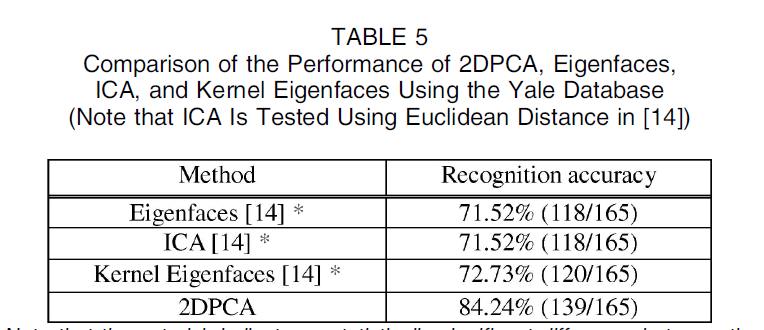 TABLE 5
Comparison of the Performance of 2DPCA, Eigenfaces,
ICA, and Kernel Eigenfaces Using the Yale Database
(Note that ICA Is Tested Using Euclidean Distance in [14])
Method Recognition accuracy
Eigenfaces [14] * 71.52% (118/165)
ICA [14] * 71.52% (118/165)
Kernel Eigenfaces [14] * 72.73% (120/165)
2DPCA 84.24% (139/165)